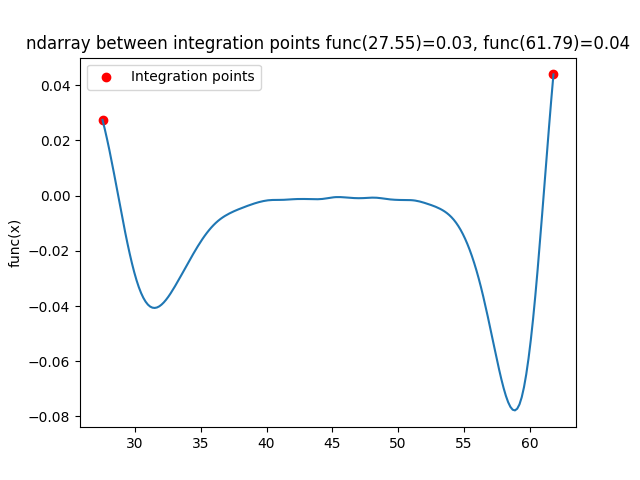 ndarray between integration points func(27.55)=0.03, func(61.79)=0.04
Integration points
func(x)
0.04
0.02
0.00
−0.02
−0.04
−0.06
−0.08
30 35 40 45 50 55 60